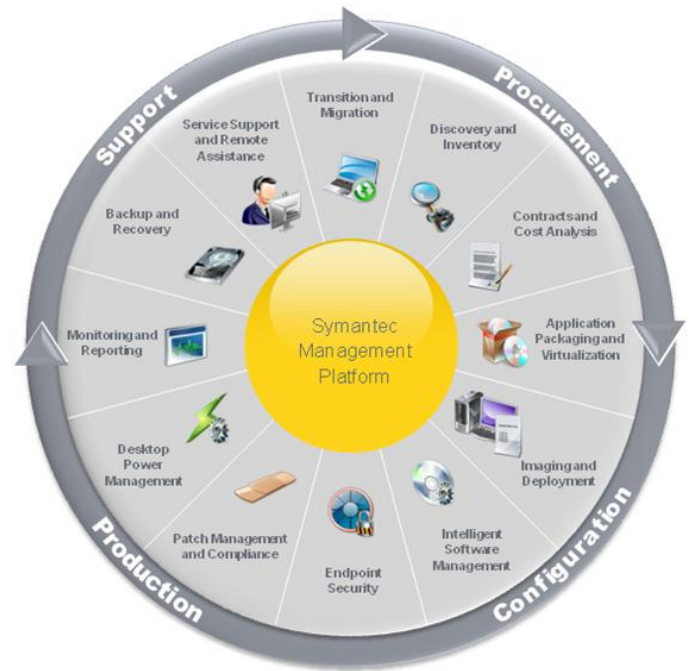 Support
Procurement
Configuration
Production
Transition and
Migration
Discovery and
Inventory
Contracts and
Cost Analysis
Application
Packaging and
Virtualization
Imaging and
Deployment
Intelligent
Software
Management
Endpoint
Security
Patch Management
and Compliance
Desktop
Power
Management
Monitoring and
Reporting
Backup and
Recovery
Service Support
and Remote
Assistance
Symantec
Management
Platform